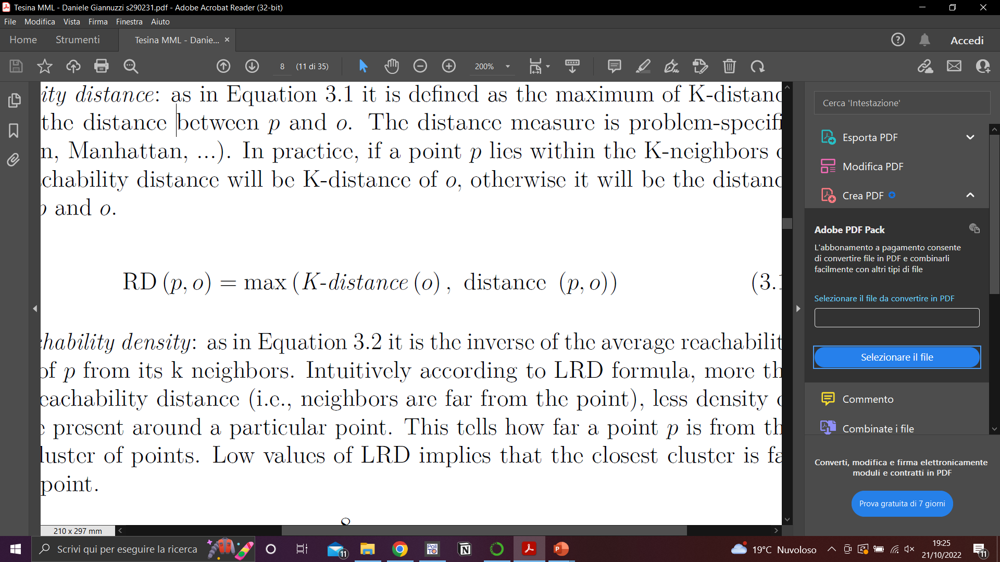 Tesina MML - Daniele Giannuzzi s290231.pdf - Adobe Acrobat Reader (32-bit)
File Modifica Vista Firma Finestra Aiuto
Home Strumenti Tesina MML - Danie... × Accedi
8 (11 di 35) 200%
ity distance: as in Equation 3.1 it is defined as the maximum of K-distanc
the distance between p and o. The distance measure is problem-specifi
n, Manhattan, ...). In practice, if a point p lies within the K-neighbors
chability distance will be K-distance of o, otherwise it will be the distanc
p and o.
RD (p, o) = max (K-distance (o) , distance (p, o)) (3.1
hability density: as in Equation 3.2 it is the inverse of the average reachabilit
of p from its k neighbors. Intuitively according to LRD formula, more th
eachability distance (i.e., neighbors are far from the point), less density
e present around a particular point. This tells how far a point p is from th
luster of points. Low values of LRD implies that the closest cluster is fa
point.
8
210 x 297 mm
Cerca 'Intestazione'
Esporta PDF
Modifica PDF
Crea PDF
Adobe PDF Pack
L'abbonamento a pagamento consente
di convertire file in PDF e combinarli
facilmente con altri tipi di file
Selezionare il file da convertire in PDF
Selezionare il file
Commento
Combinate i file
Converti, modifica e firma elettronicamente
moduli e contratti in PDF
Prova gratuita di 7 giorni
Scrivi qui per eseguire la ricerca
11
Poli
TO
19°C Nuvoloso
19:25
21/10/2022
11